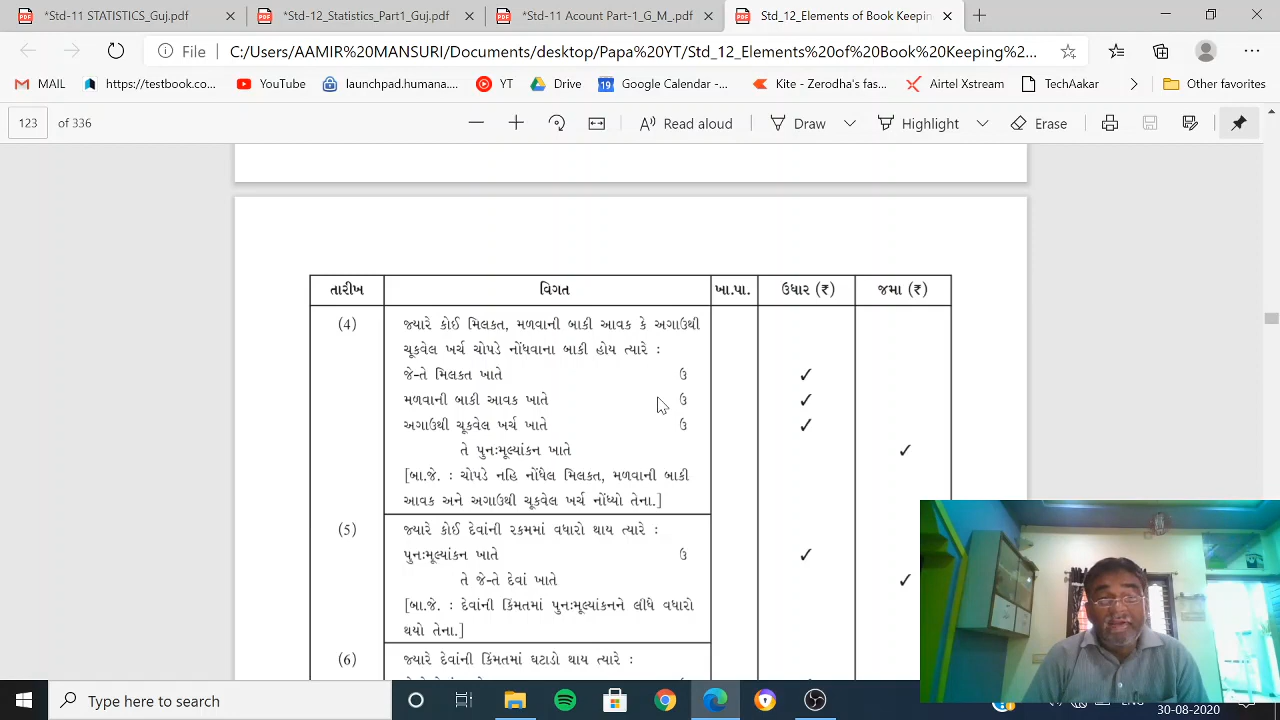 *Std-11 STATISTICS_Guj.pdf
*Std-12_Statistics_Part1_Guj.pdf
*Std-11 Acount Part-1_G_M_.pdf
Std_12_Elements of Book Keepin
File C:/Users/AAMIR%20MANSURI/Documents/desktop/Papa%20YT/Std_12_Elements%20of%20Book%20Keeping%2...
MAIL https://testbook.co... YouTube launchpad.humana.... YT Drive Google Calendar -... Kite - Zerodha's fas... Airtel Xstream TechAakar Other favorites
123 of 336 Read aloud Draw Highlight Erase
તારીખ વિગત ખા.પા. ઉધાર (₹) જમા (₹)
(4) જ્યારે કોઈ મિલકત, મળવાની બાકી આવક કે અગાઉથી
ચૂકવેલ ખર્ચ ચોપડે નોંધવાના બાકી હોય ત્યારે :
જે-તે મિલકત ખાતે ઉ ✓
મળવાની બાકી આવક ખાતે ઉ ✓
અગાઉથી ચૂકવેલ ખર્ચ ખાતે ઉ ✓
તે પુનઃમૂલ્યાંકન ખાતે ✓
[બા.જે. : ચોપડે નહિ નોંધેલ મિલકત, મળવાની બાકી
આવક અને અગાઉથી ચૂકવેલ ખર્ચ નોંધ્યો તેના.]
(5) જ્યારે કોઈ દેવાંની રકમમાં વધારો થાય ત્યારે :
પુનઃમૂલ્યાંકન ખાતે ઉ ✓
તે જે-તે દેવાં ખાતે ✓
[બા.જે. : દેવાંની કિંમતમાં પુનઃમૂલ્યાંકનને લીધે વધારો
થયો તેના.]
(6) જ્યારે દેવાંની કિંમતમાં ઘટાડો થાય ત્યારે :
Type here to search
30-08-2020